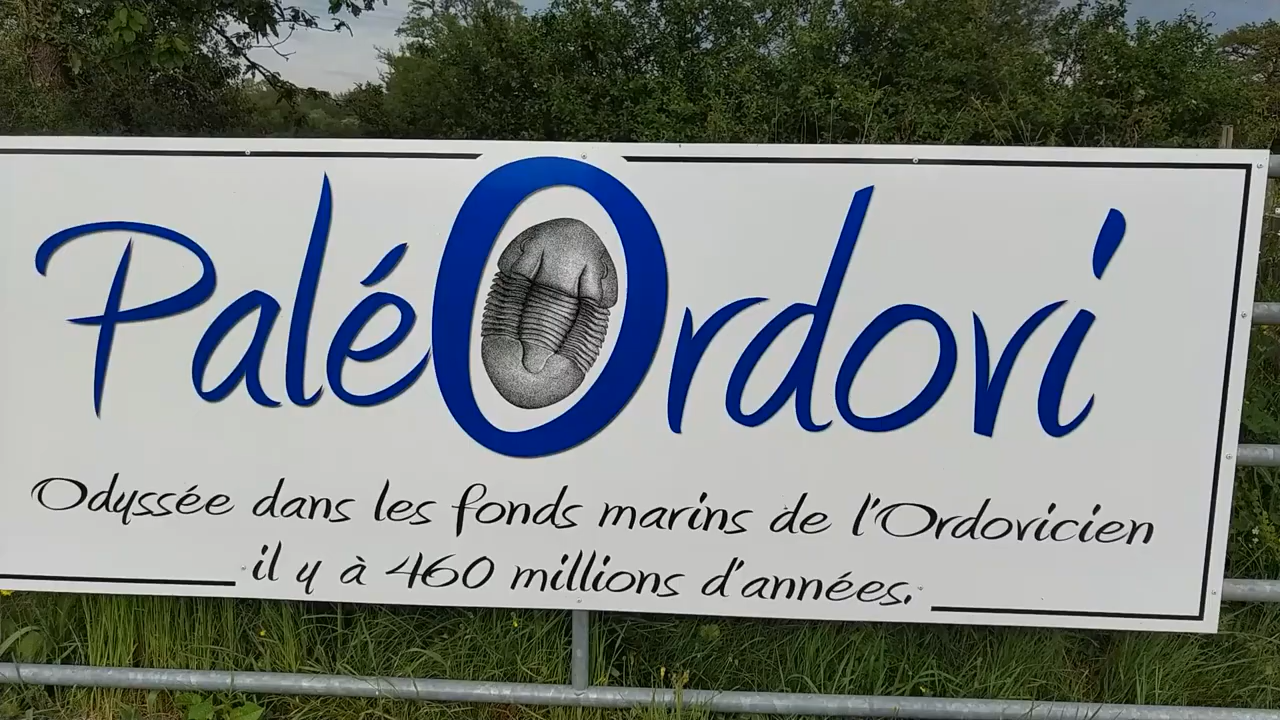 PaléOrdovi
Odyssée dans les fonds marins de l'Ordovicien
il y à 460 millions d'années.